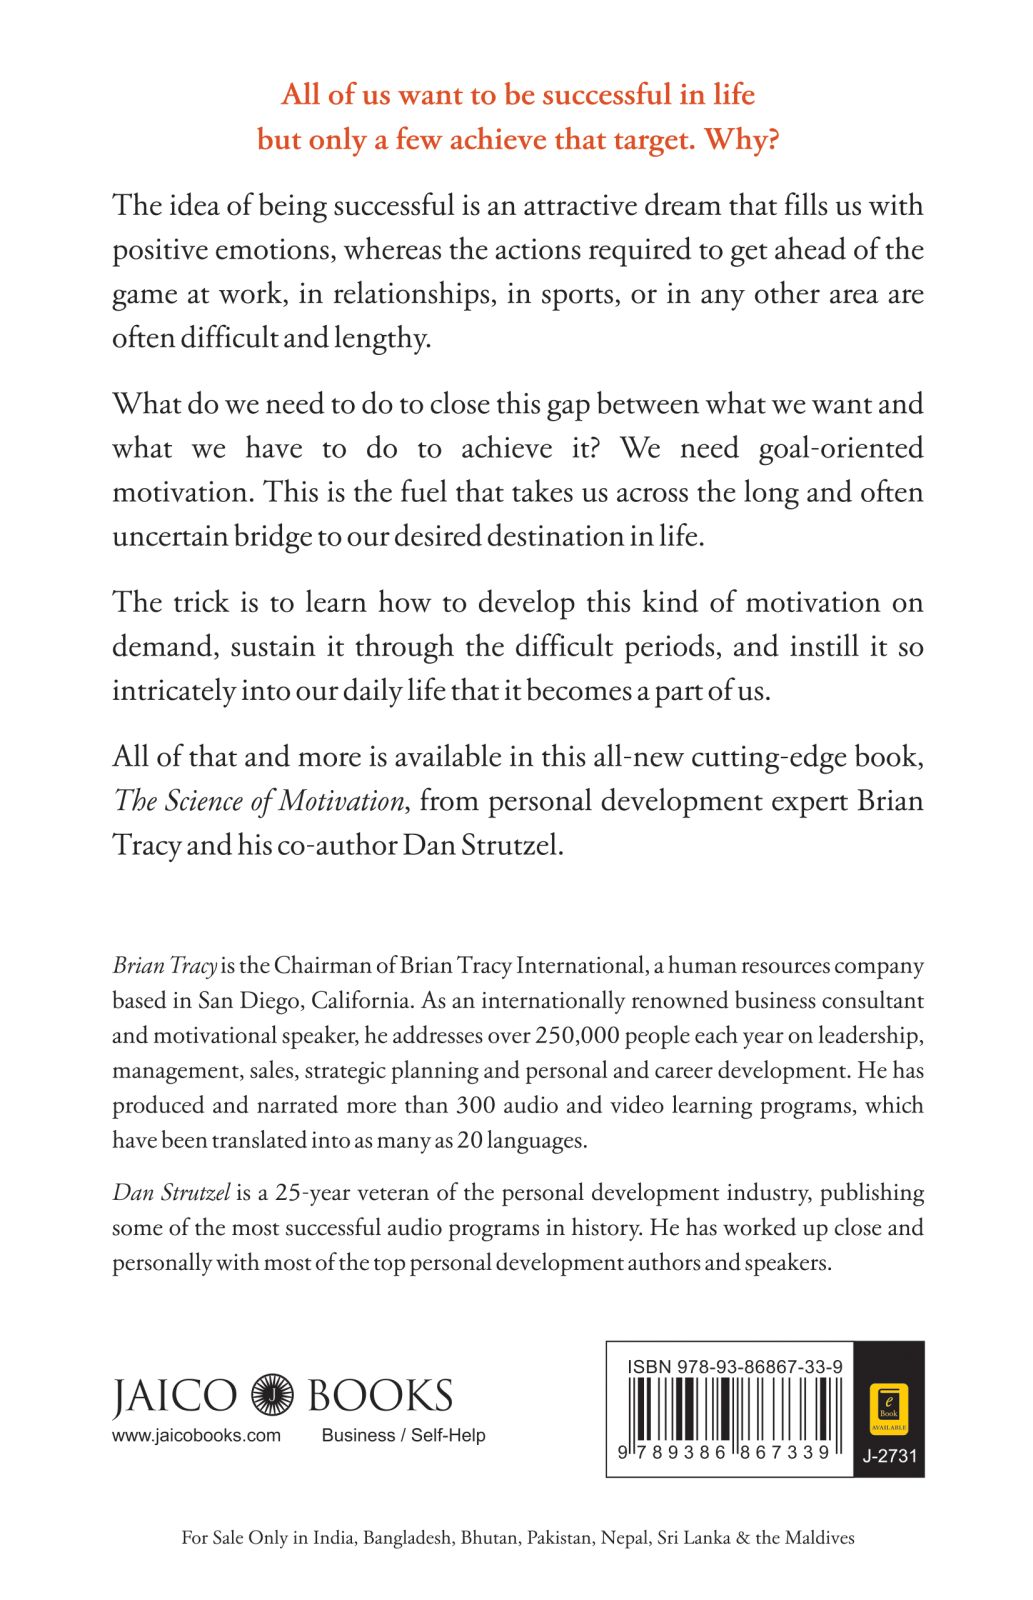 All of us want to be successful in life
but only a few achieve that target. Why?
The idea of being successful is an attractive dream that fills us with
positive emotions, whereas the actions required to get ahead of the
game at work, in relationships, in sports, or in any other area are
often difficult and lengthy.
What do we need to do to close this gap between what we want and
what we have to do to achieve it? We need goal-oriented
motivation. This is the fuel that takes us across the long and often
uncertain bridge to our desired destination in life.
The trick is to learn how to develop this kind of motivation on
demand, sustain it through the difficult periods, and instill it so
intricately into our daily life that it becomes a part of us.
All of that and more is available in this all-new cutting-edge book,
The Science of Motivation, from personal development expert Brian
Tracy and his co-author Dan Strutzel.
Brian Tracy is the Chairman of Brian Tracy International, a human resources company
based in San Diego, California. As an internationally renowned business consultant
and motivational speaker, he addresses over 250,000 people each year on leadership,
management, sales, strategic planning and personal and career development. He has
produced and narrated more than 300 audio and video learning programs, which
have been translated into as many as 20 languages.
Dan Strutzel is a 25-year veteran of the personal development industry, publishing
some of the most successful audio programs in history. He has worked up close and
personally with most of the top personal development authors and speakers.
JAICO J BOOKS
www.jaicobooks.com Business / Self-Help
ISBN 978-93-86867-33-9
9 789386 867339
e
Book
AVAILABLE
J-2731
For Sale Only in India, Bangladesh, Bhutan, Pakistan, Nepal, Sri Lanka & the Maldives